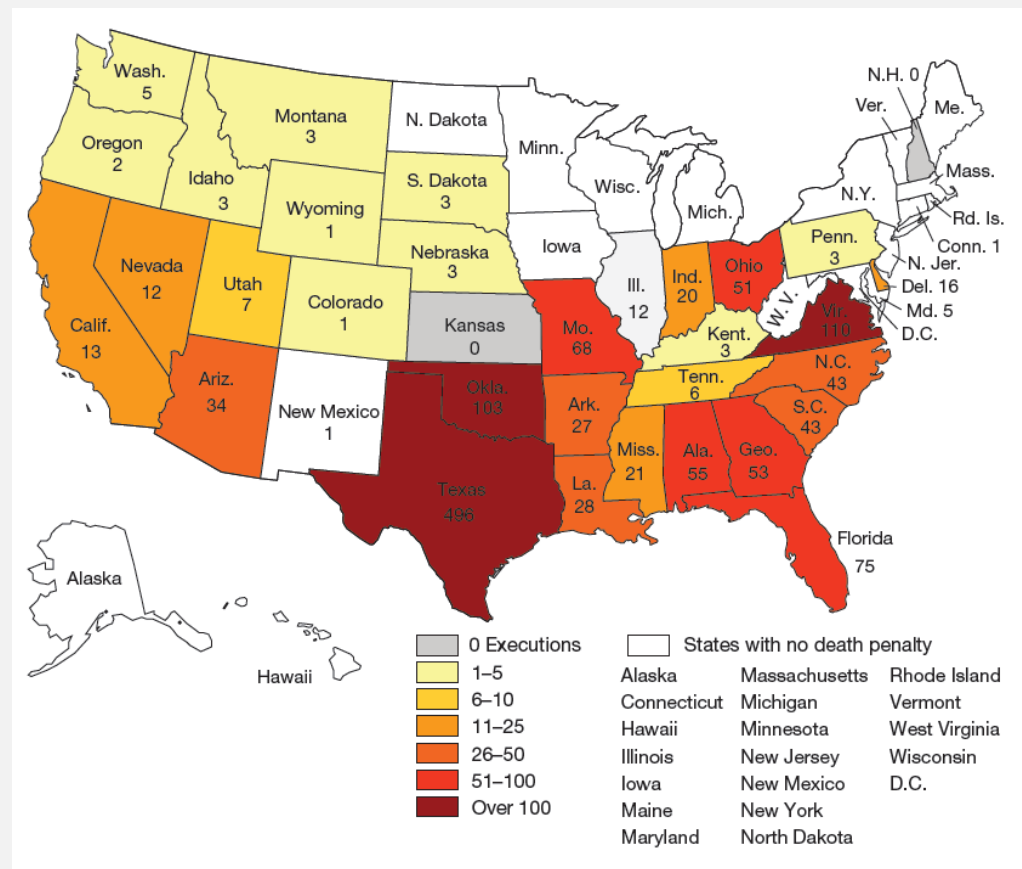 Wash.
5
Oregon
2
Idaho
3
Montana
3
Wyoming
1
N. Dakota
S. Dakota
3
Nebraska
3
Calif.
13
Nevada
12
Utah
7
Colorado
1
Kansas
0
Ariz.
34
New Mexico
1
Okla.
103
Texas
496
Minn.
Iowa
Wisc.
Mich.
Ill.
12
Ind.
20
Ohio
51
Mo.
68
Ark.
27
La.
28
Miss.
21
Ala.
55
Geo.
53
Tenn.
6
Kent.
3
W. V.
Vir.
110
N.C.
43
S.C.
43
Florida
75
Penn.
3
N.Y.
Ver.
N.H. 0
Me.
Mass.
Rd. Is.
Conn. 1
N. Jer.
Del. 16
Md. 5
D.C.
Alaska
Hawaii
0 Executions
1–5
6–10
11–25
26–50
51–100
Over 100
States with no death penalty
Alaska
Connecticut
Hawaii
Illinois
Iowa
Maine
Maryland
Massachusetts
Michigan
Minnesota
New Jersey
New Mexico
New York
North Dakota
Rhode Island
Vermont
West Virginia
Wisconsin
D.C.